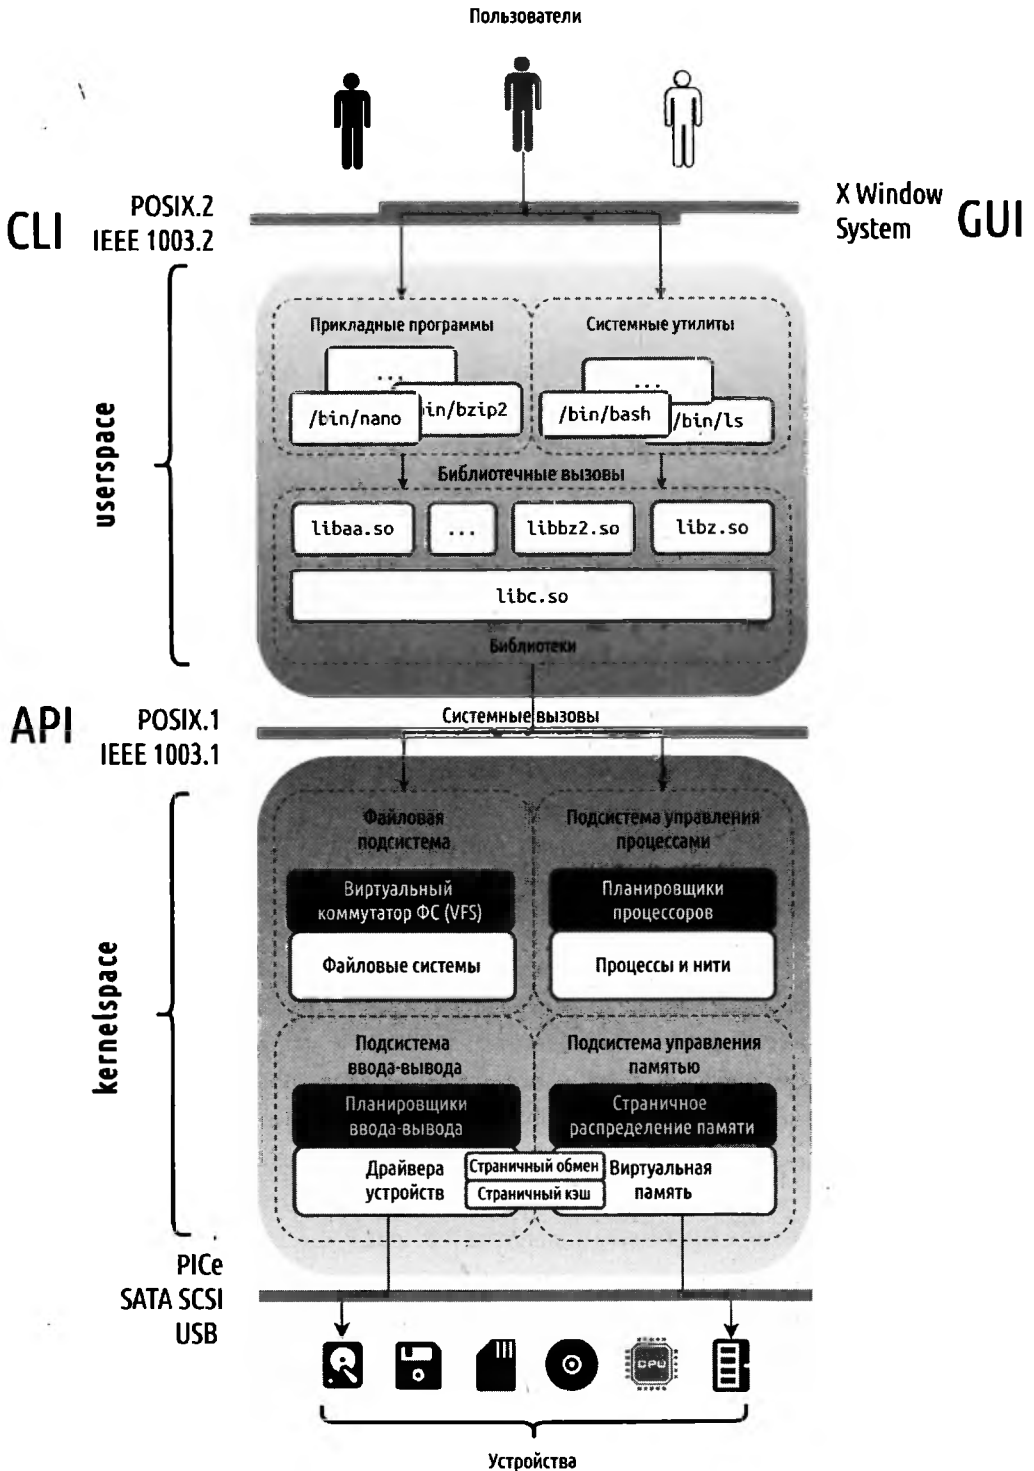 Пользователи
CLI
POSIX.2
IEEE 1003.2
X Window
System
GUI
userspace
Прикладные программы
Системные утилиты
...
...
/bin/nano
in/bzip2
/bin/bash
/bin/ls
Библиотечные вызовы
libaa.so
...
libbz2.so
libz.so
libc.so
Библиотеки
API
POSIX.1
IEEE 1003.1
Системные вызовы
kernelspace
Файловая
подсистема
Подсистема управления
процессами
Виртуальный
коммутатор ФС (VFS)
Планировщики
процессоров
Файловые системы
Процессы и нити
Подсистема
ввода-вывода
Подсистема управления
памятью
Планировщики
ввода-вывода
Страничное
распределение памяти
Драйвера
устройств
Страничный обмен
Страничный кэш
Виртуальная
память
PICe
SATA SCSI
USB
CPU
Устройства